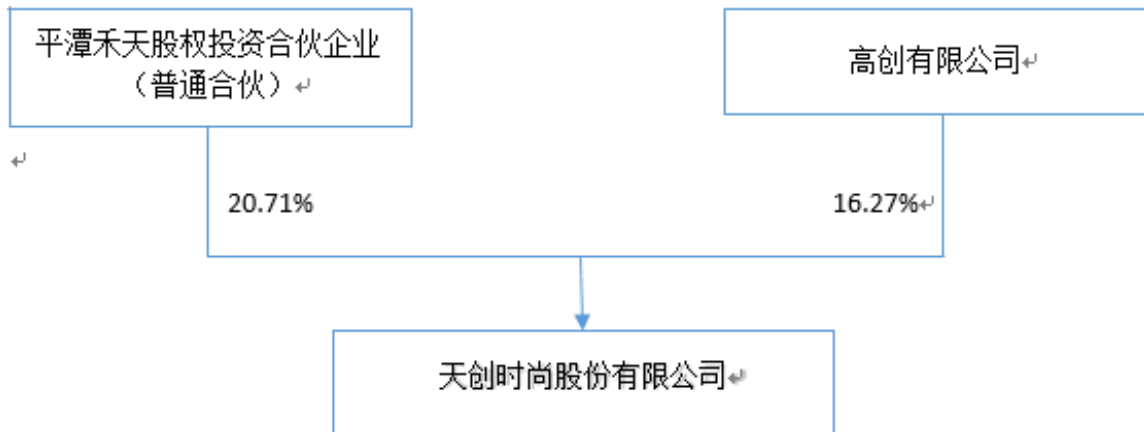 平潭禾天股权投资合伙企业
（普通合伙）
高创有限公司
20.71%
16.27%
天创时尚股份有限公司